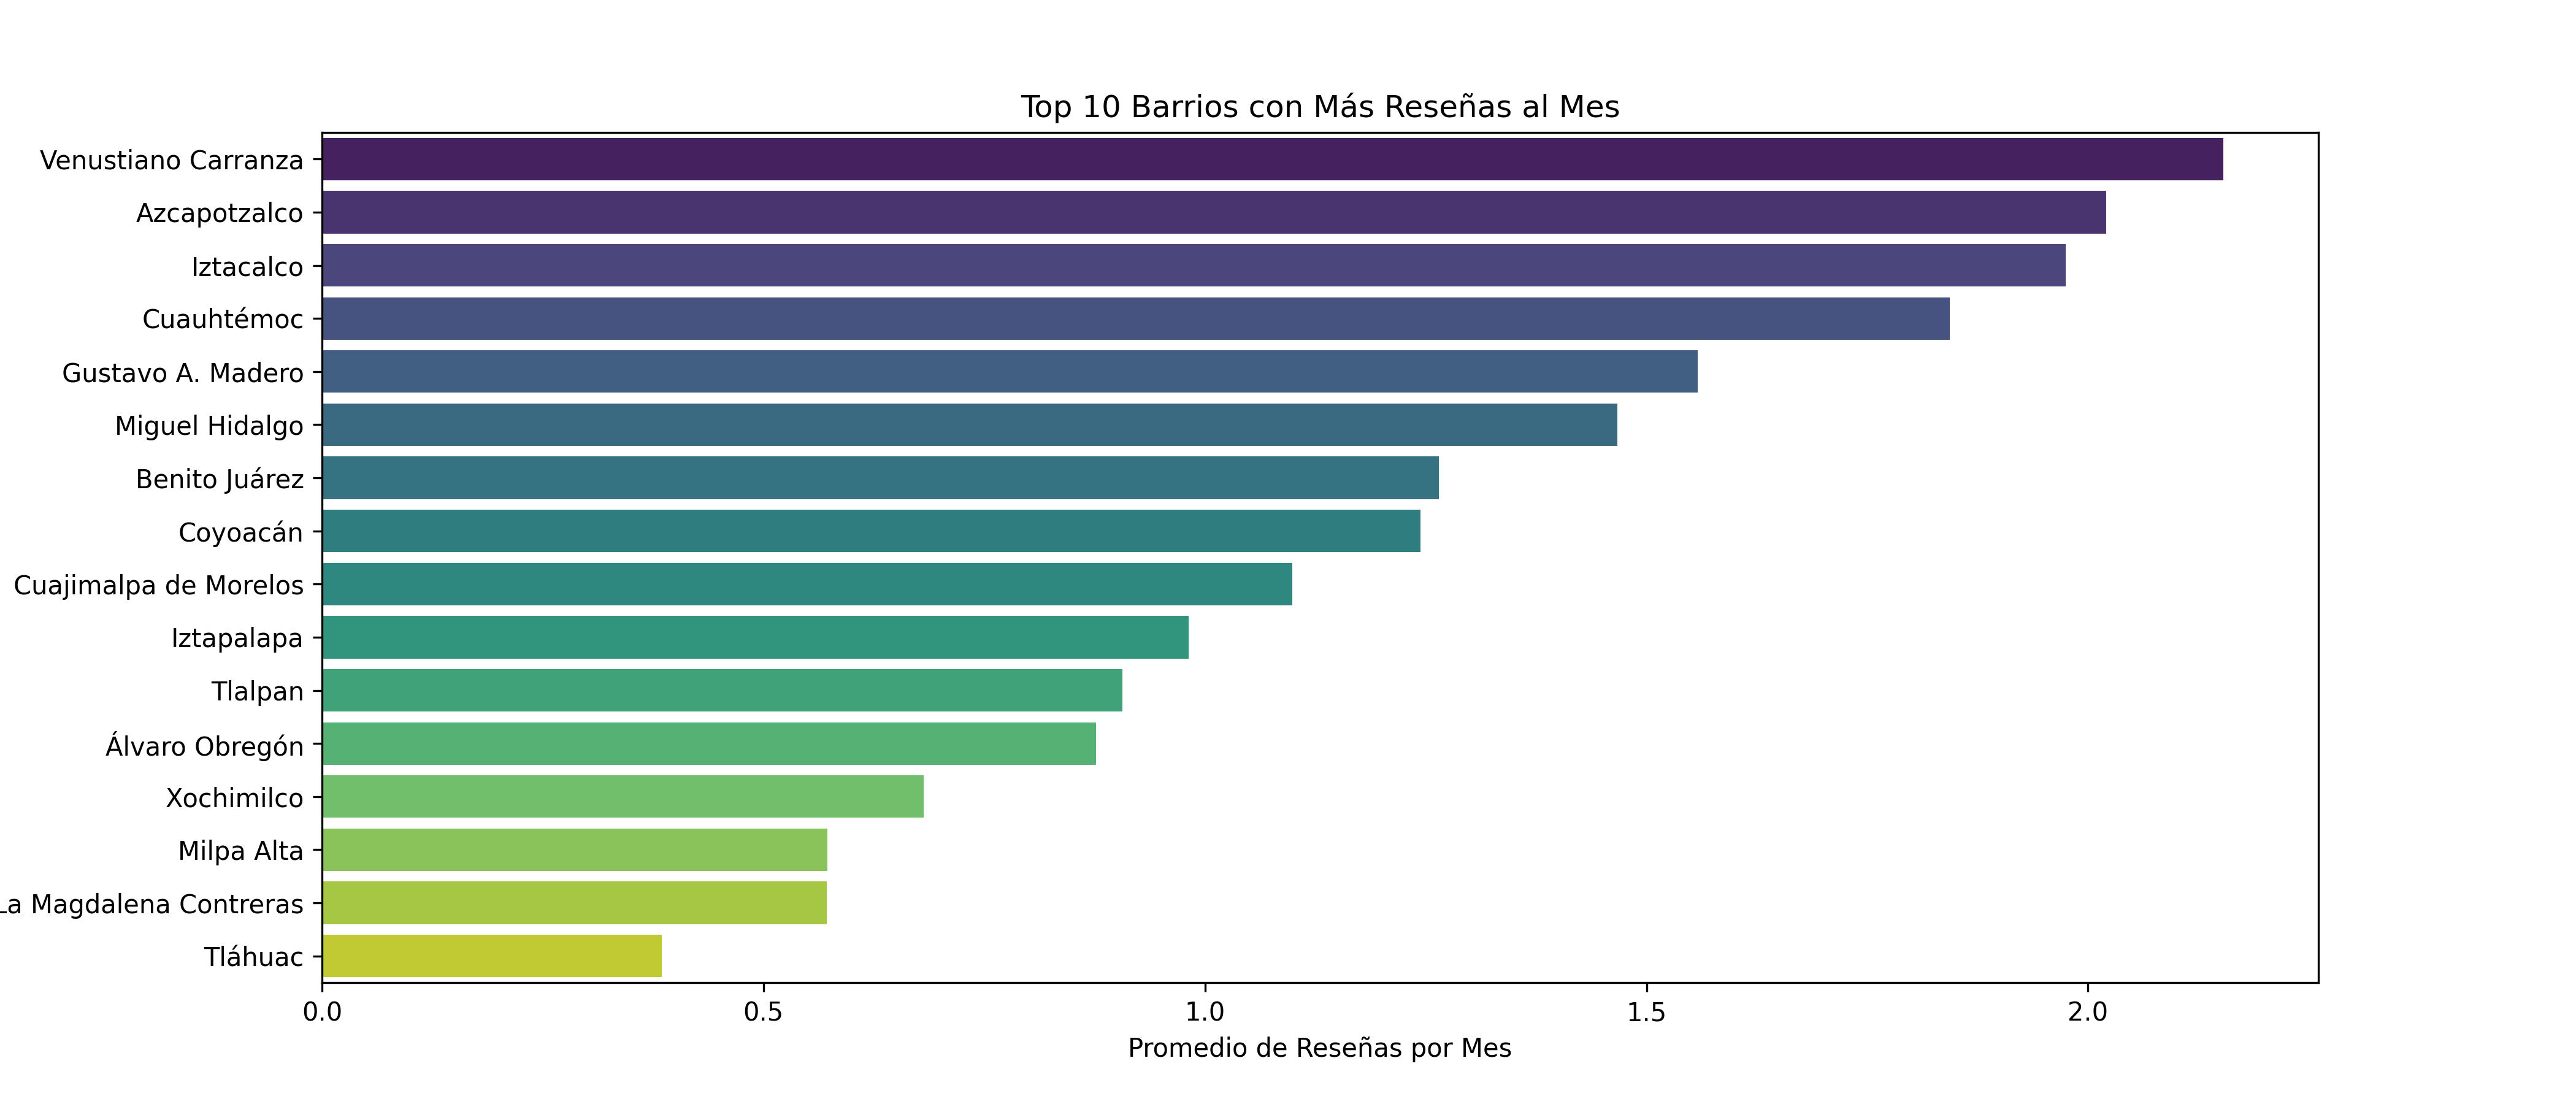 Top 10 Barrios con Más Reseñas al Mes
Venustiano Carranza
Azcapotzalco
Iztacalco
Cuauhtémoc
Gustavo A. Madero
Miguel Hidalgo
Benito Juárez
Coyoacán
Cuajimalpa de Morelos
Iztapalapa
Tlalpan
Álvaro Obregón
Xochimilco
Milpa Alta
La Magdalena Contreras
Tláhuac
0.0 0.5 1.0 1.5 2.0
Promedio de Reseñas por Mes